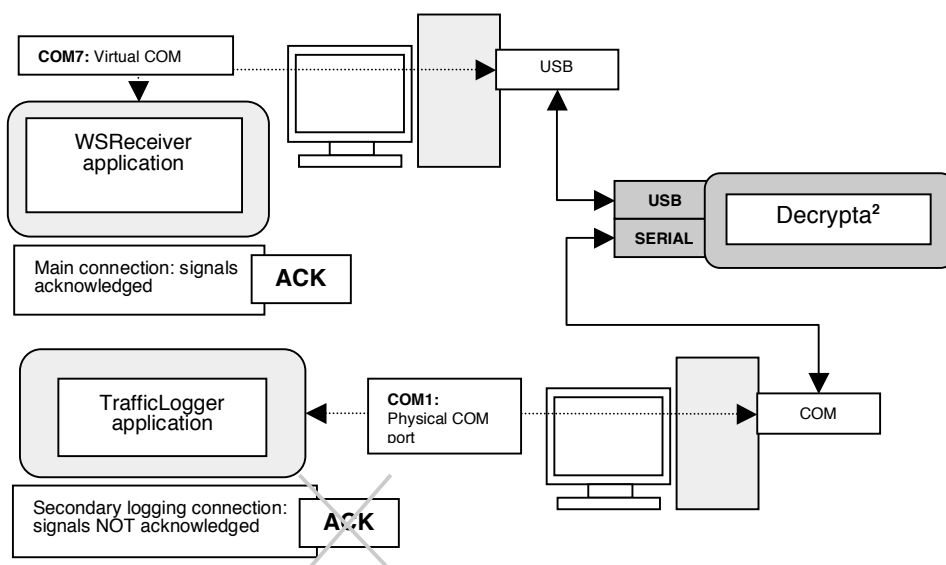 COM7: Virtual COM
USB
WSReceiver
application
USB
Decrypta²
SERIAL
Main connection: signals
acknowledged
ACK
TrafficLogger
application
COM1:
Physical COM
port
COM
Secondary logging connection:
signals NOT acknowledged
ACK